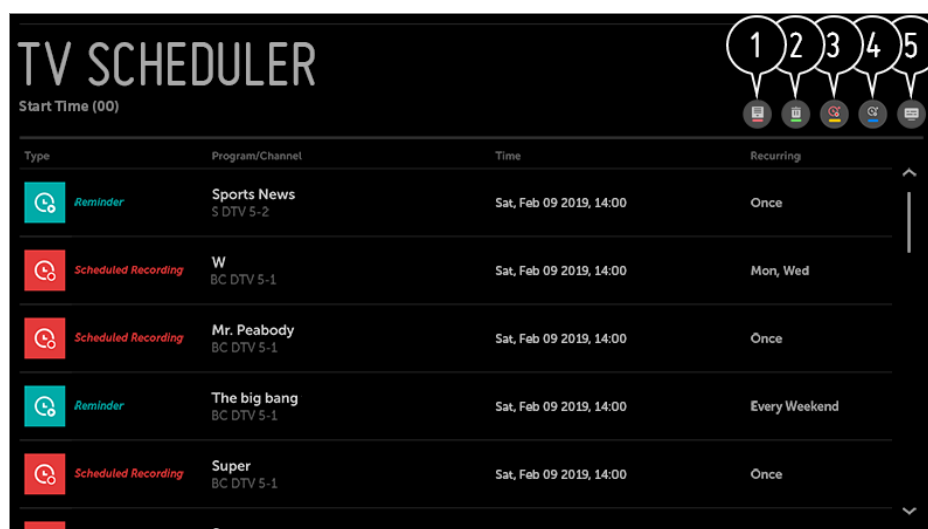 TV SCHEDULER
Start Time (00)
1 2 3 4 5
Type Program/Channel Time Recurring
Reminder Sports News Sat, Feb 09 2019, 14:00 Once
S DTV 5-2
Scheduled Recording W Sat, Feb 09 2019, 14:00 Mon, Wed
BC DTV 5-1
Scheduled Recording Mr. Peabody Sat, Feb 09 2019, 14:00 Once
BC DTV 5-1
Reminder The big bang Sat, Feb 09 2019, 14:00 Every Weekend
BC DTV 5-1
Scheduled Recording Super Sat, Feb 09 2019, 14:00 Once
BC DTV 5-1